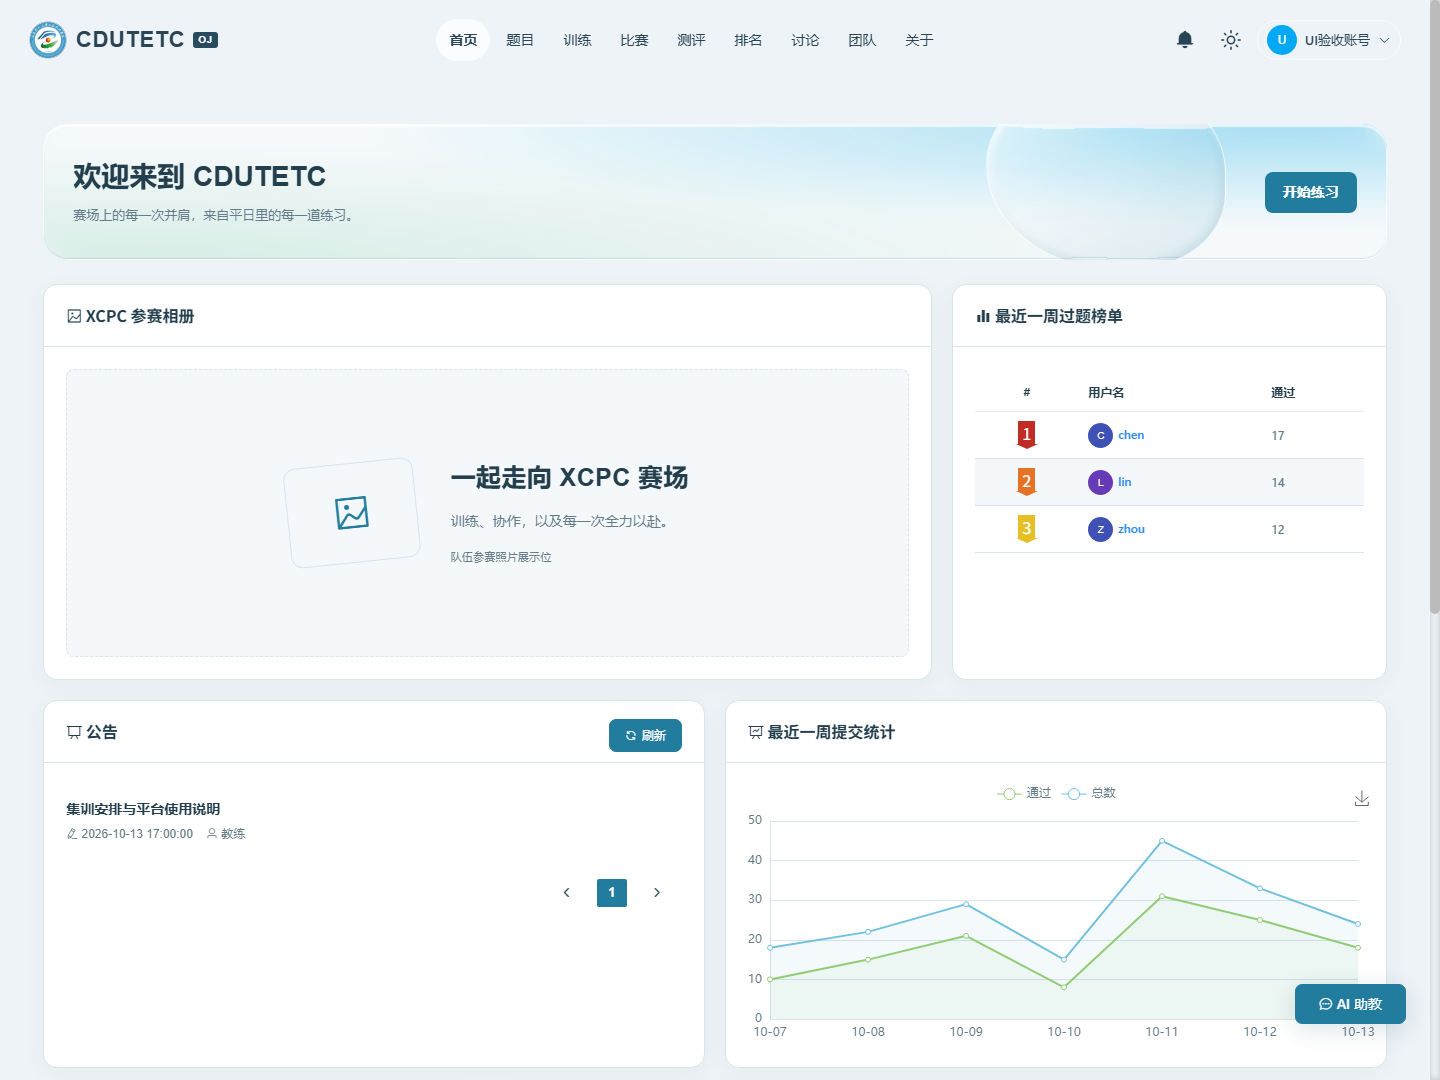 CDUTETC OJ
首页 题目 训练 比赛 测评 排名 讨论 团队 关于
U UI验收账号
欢迎来到 CDUTETC
赛场上的每一次并肩，来自平日里的每一道练习。
开始练习
XCPC 参赛相册
一起走向 XCPC 赛场
训练、协作，以及每一次全力以赴。
队伍参赛照片展示位
最近一周过题榜单
# 用户名 通过
1 C chen 17
2 L lin 14
3 Z zhou 12
公告
刷新
集训安排与平台使用说明
2026-10-13 17:00:00 教练
1
最近一周提交统计
通过 总数
50
40
30
20
10
0
10-07 10-08 10-09 10-10 10-11 10-12 10-13
AI 助教